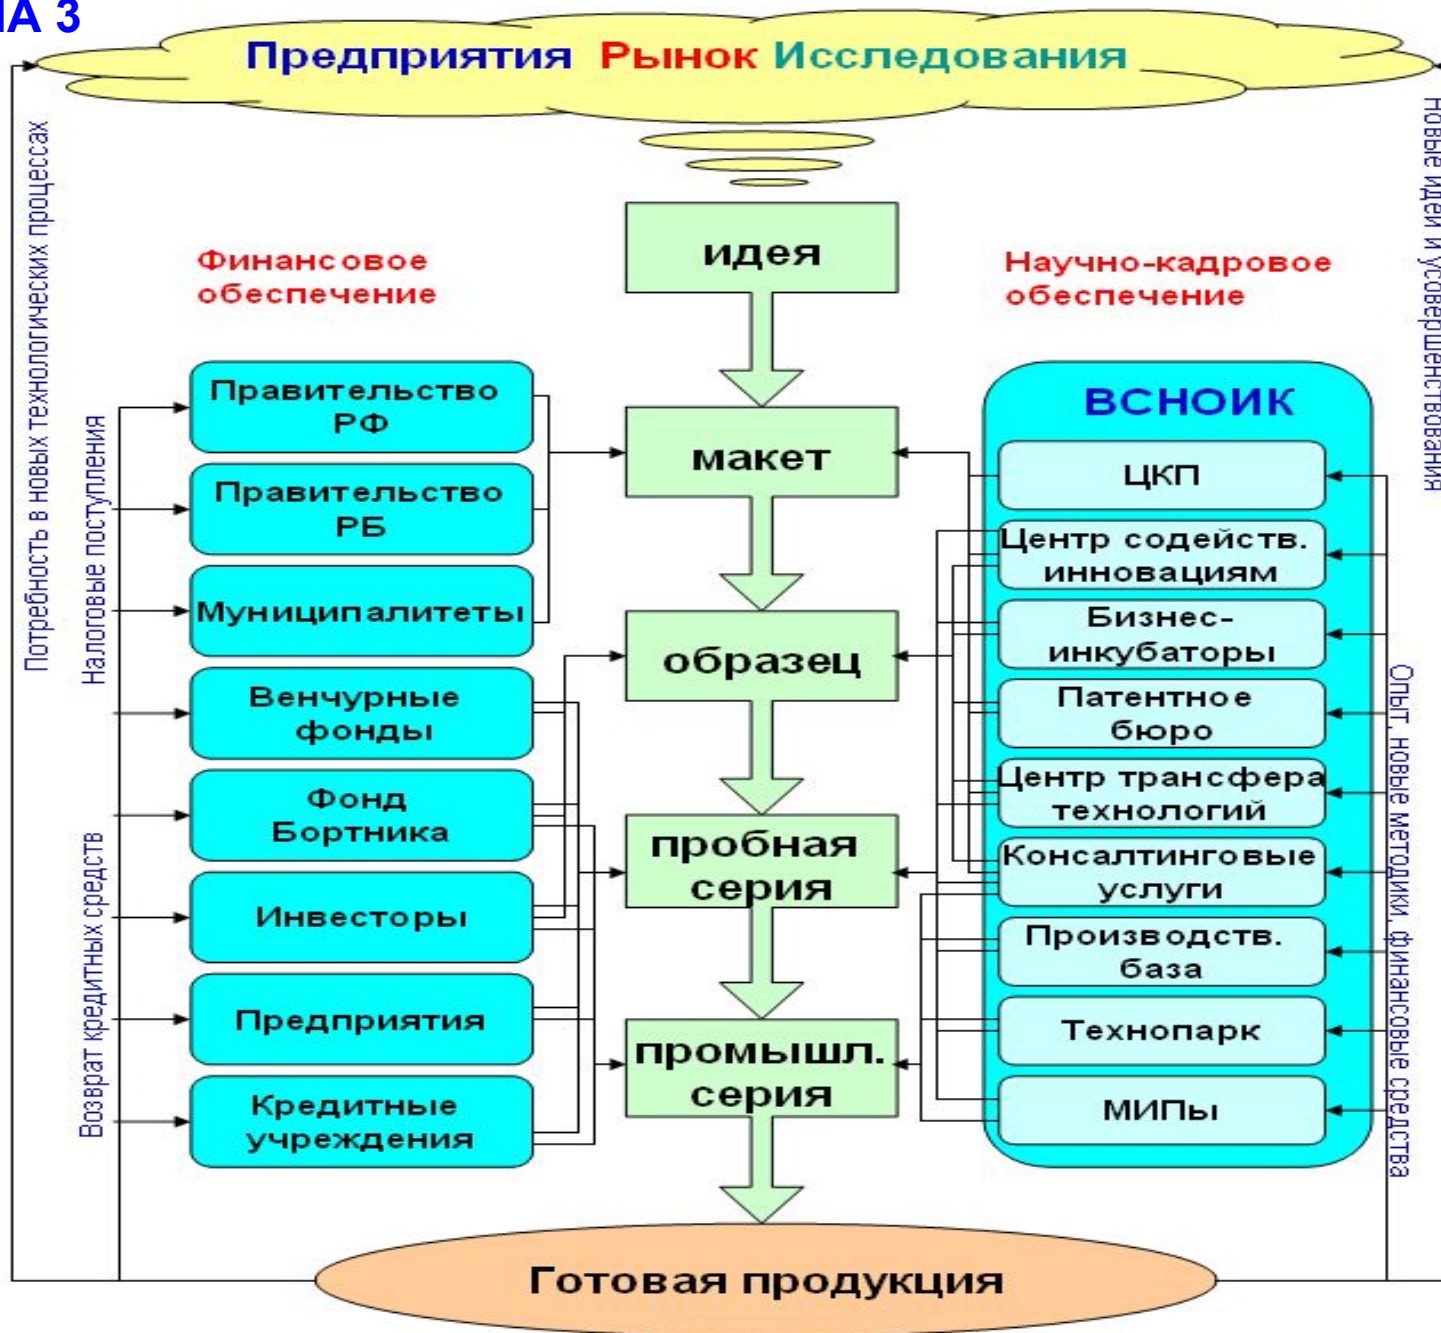 НА 3
Предприятия Рынок Исследования
Потребность в новых технологических процессах
Налоговые поступления
Возврат кредитных средств
Финансовое
обеспечение
Правительство
РФ
Правительство
РБ
Муниципалитеты
Венчурные
фонды
Фонд
Бортника
Инвесторы
Предприятия
Кредитные
учреждения
идея
макет
образец
пробная
серия
промышл.
серия
Готовая продукция
Научно-кадровое
обеспечение
ВСНОИК
ЦКП
Центр содейств.
инновациям
Бизнес-
инкубаторы
Патентное
бюро
Центр трансфера
технологий
Консалтинговые
услуги
Производств.
база
Технопарк
МИПы
Новые идеи и усовершенствования
Опыт, новые методики, финансовые средства